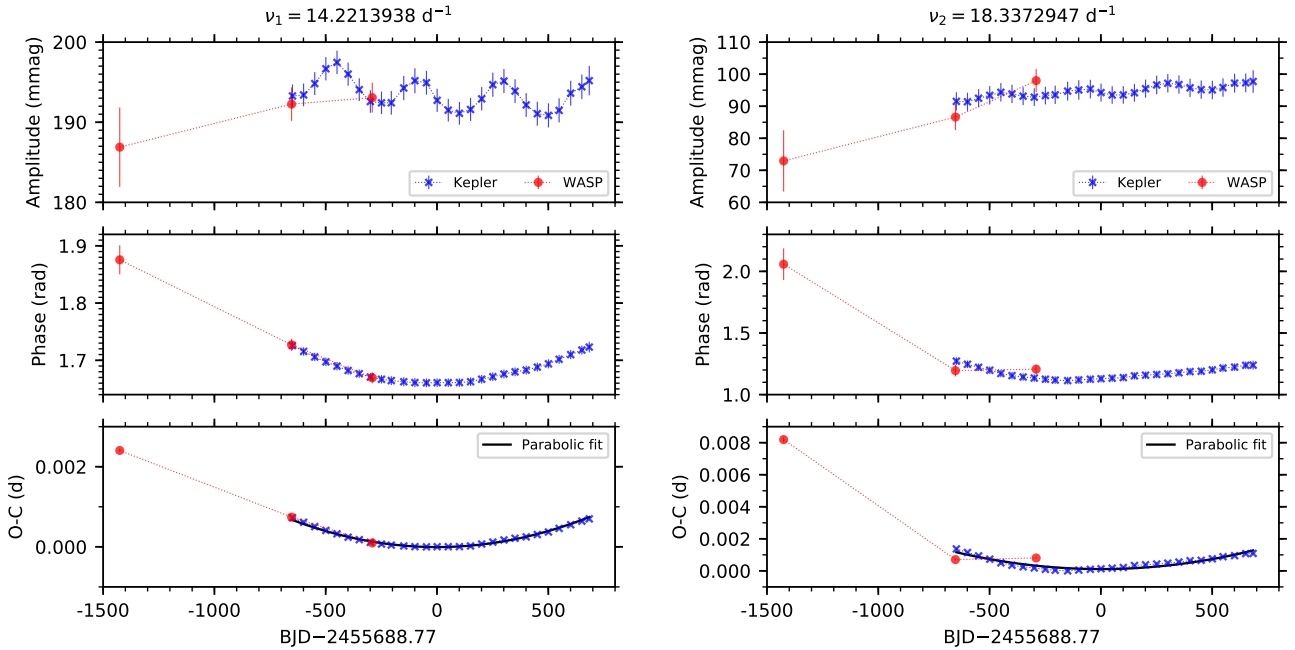 ν₁ = 14.2213938 d⁻¹
200
190
180
Amplitude (mmag)
Kepler
WASP
1.9
1.8
1.7
Phase (rad)
0.002
0.000
O-C (d)
Parabolic fit
-1500 -1000 -500 0 500
BJD−2455688.77
ν₂ = 18.3372947 d⁻¹
110
100
90
80
70
60
Amplitude (mmag)
Kepler
WASP
2.0
1.5
1.0
Phase (rad)
0.008
0.006
0.004
0.002
0.000
O-C (d)
Parabolic fit
-1500 -1000 -500 0 500
BJD−2455688.77